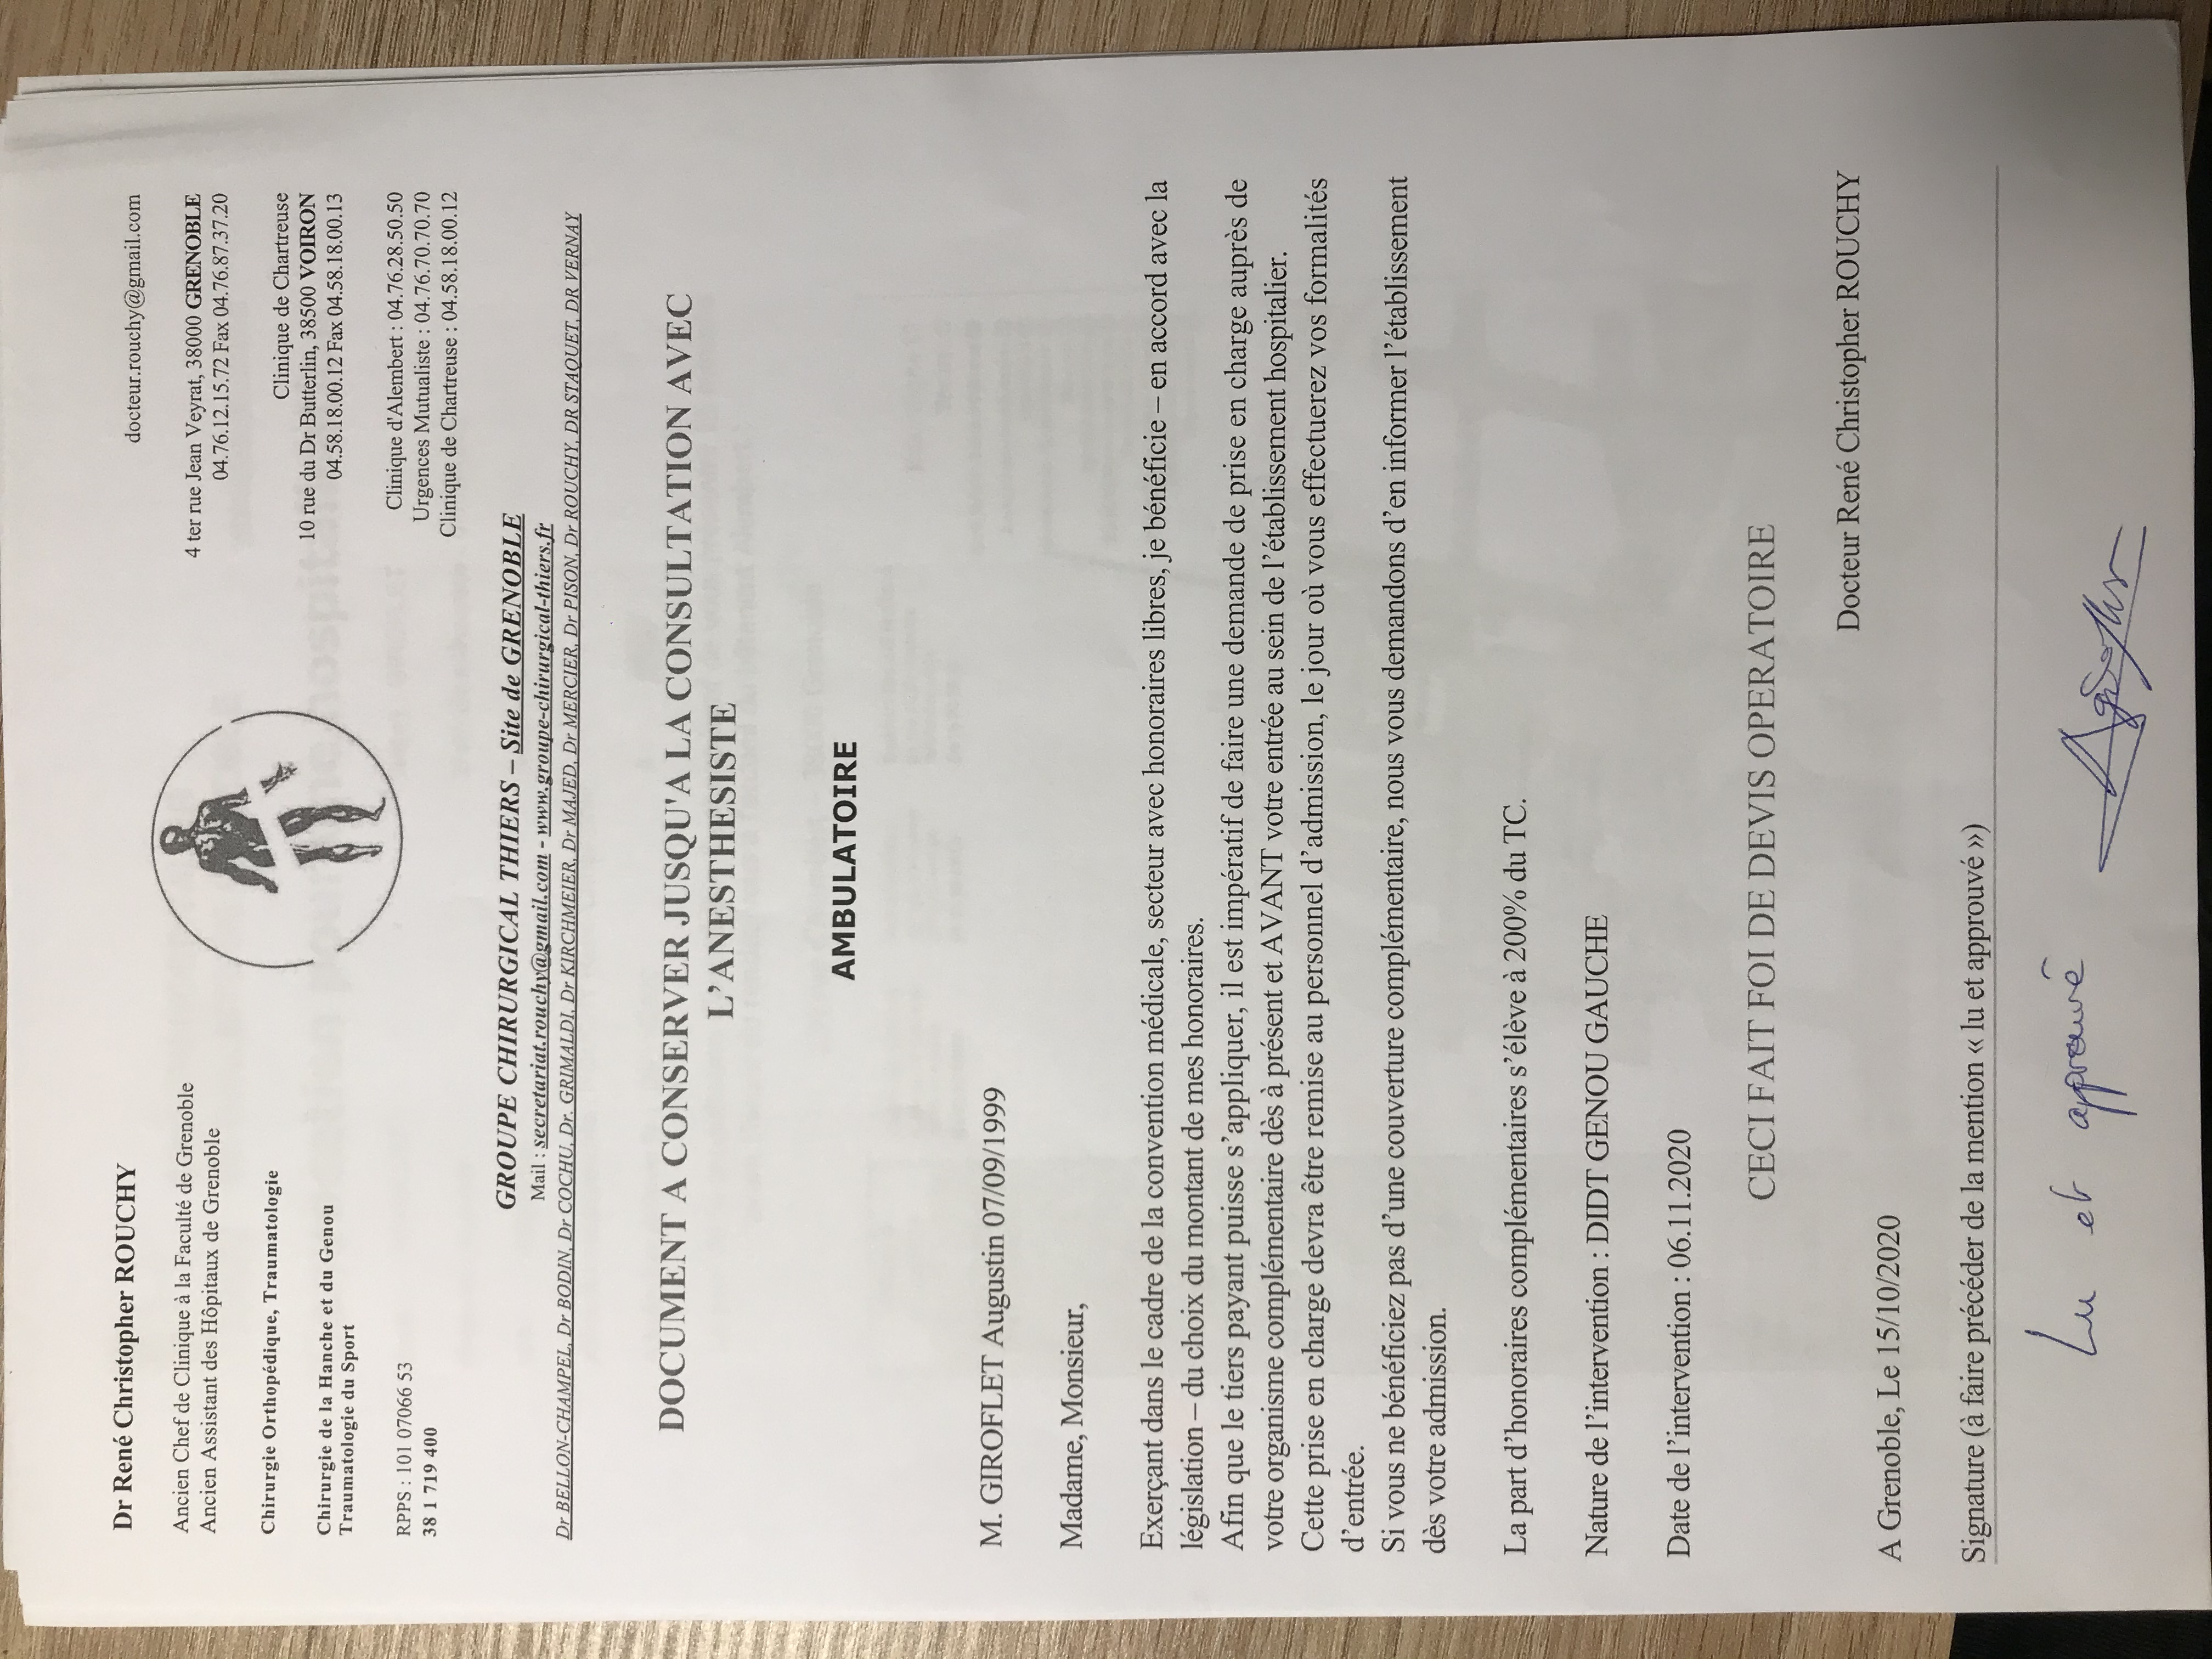 Dr René Christopher ROUCHY
Ancien Chef de Clinique à la Faculté de Grenoble
Ancien Assistant des Hôpitaux de Grenoble
Chirurgie Orthopédique, Traumatologie
Chirurgie de la Hanche et du Genou
Traumatologie du Sport
RPPS : 101 07066 53
38 1 719 400
docteur.rouchy@gmail.com
4 ter rue Jean Veyrat, 38000 GRENOBLE
04.76.12.15.72 Fax 04.76.87.37.20
Clinique de Chartreuse
10 rue du Dr Butterlin, 38500 VOIRON
04.58.18.00.12 Fax 04.58.18.00.13
Clinique d'Alembert : 04.76.28.50.50
Urgences Mutualiste : 04.76.70.70.70
Clinique de Chartreuse : 04.58.18.00.12
GROUPE CHIRURGICAL THIERS – Site de GRENOBLE
Mail : secretariat.rouchy@gmail.com - www.groupe-chirurgical-thiers.fr
Dr BELLON-CHAMPEL, Dr BODIN, Dr COCHU, Dr. GRIMALDI, Dr KIRCHMEIER, Dr MAJED, Dr MERCIER, Dr PISON, Dr ROUCHY, DR STAQUET, DR VERNAY
DOCUMENT A CONSERVER JUSQU'A LA CONSULTATION AVEC
L’ANESTHESISTE
AMBULATOIRE
M. GIROFLET Augustin 07/09/1999
Madame, Monsieur,
Exerçant dans le cadre de la convention médicale, secteur avec honoraires libres, je bénéficie – en accord avec la
législation – du choix du montant de mes honoraires.
Afin que le tiers payant puisse s’appliquer, il est impératif de faire une demande de prise en charge auprès de
votre organisme complémentaire dès à présent et AVANT votre entrée au sein de l’établissement hospitalier.
Cette prise en charge devra être remise au personnel d’admission, le jour où vous effectuerez vos formalités
d’entrée.
Si vous ne bénéficiez pas d’une couverture complémentaire, nous vous demandons d’en informer l’établissement
dès votre admission.
La part d’honoraires complémentaires s’élève à 200% du TC.
Nature de l’intervention : DIDT GENOU GAUCHE
Date de l’intervention : 06.11.2020
CECI FAIT FOI DE DEVIS OPERATOIRE
Docteur René Christopher ROUCHY
A Grenoble, Le 15/10/2020
Signature (à faire précéder de la mention « lu et approuvé »)
Lu et approuvé